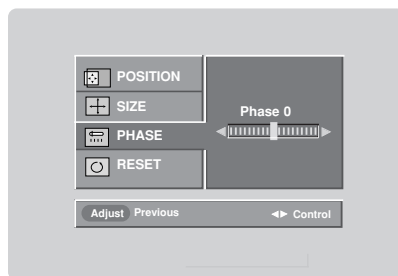 POSITION
SIZE
PHASE
RESET
Phase 0
Adjust Previous ◄► Control